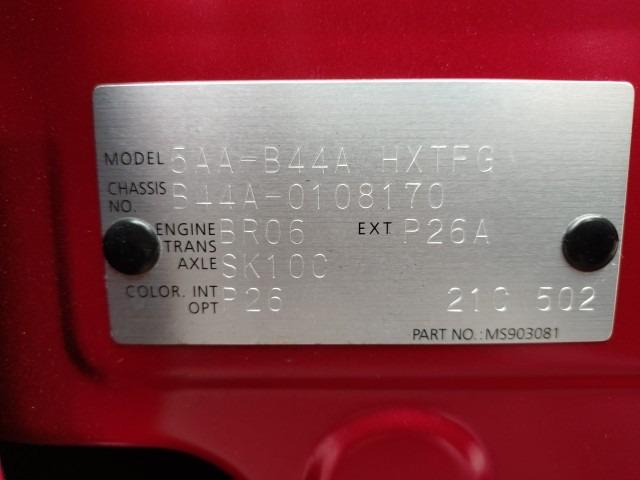 MODEL 5AA-B44A HXTFG
CHASSIS NO. B44A-0108170
ENGINE BR06 EXT P26A
TRANS AXLE SK10C
COLOR. INT OPT P26 21C 502
PART NO.:MS903081